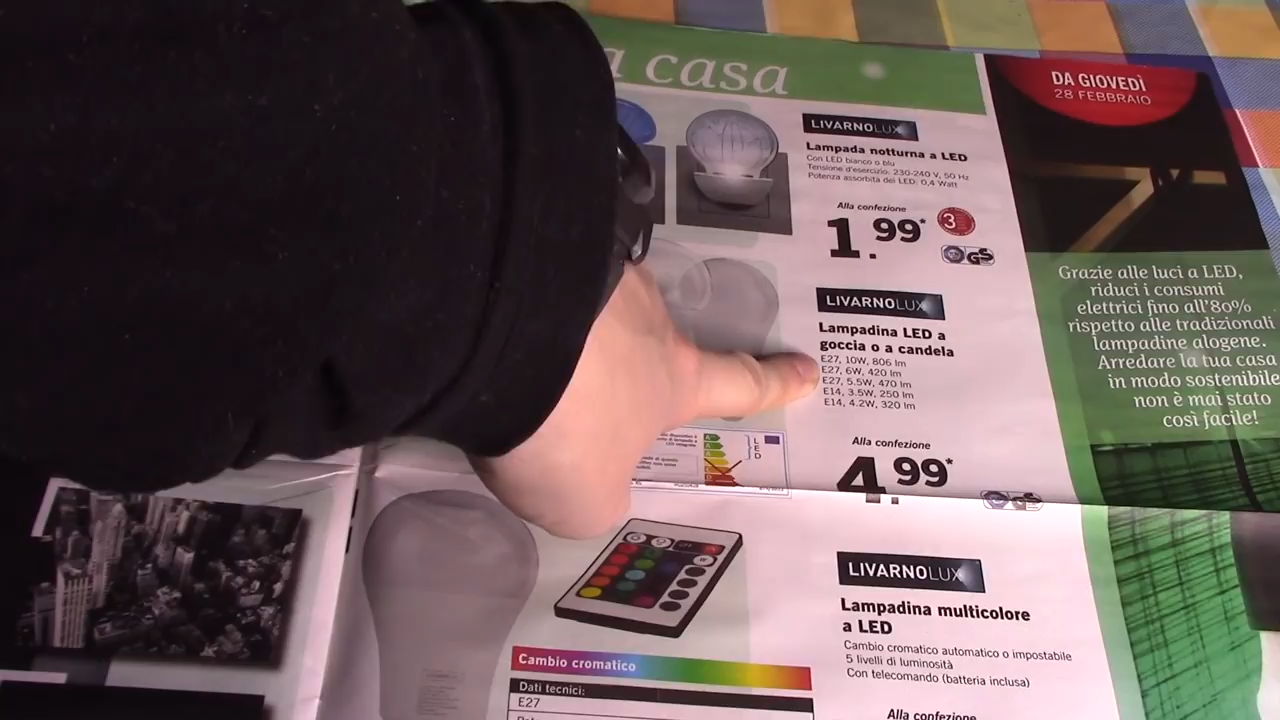 a casa
DA GIOVEDÌ
28 FEBBRAIO
LIVARNOLUX
Lampada notturna a LED
Con LED bianco o blu
Tensione d'esercizio: 230-240 V, 50 Hz
Potenza assorbita dei LED: 0,4 Watt
Alla confezione
1.99*
3
GS
LIVARNOLUX
Lampadina LED a
goccia o a candela
E27, 10W, 806 lm
E27, 6W, 420 lm
E27, 5.5W, 470 lm
E14, 3.5W, 250 lm
E14, 4.2W, 320 lm
Alla confezione
4.99*
LED
Grazie alle luci a LED,
riduci i consumi
elettrici fino all'80%
rispetto alle tradizionali
lampadine alogene.
Arredare la tua casa
in modo sostenibile
non è mai stato
così facile!
LIVARNOLUX
Lampadina multicolore
a LED
Cambio cromatico automatico o impostabile
5 livelli di luminosità
Con telecomando (batteria inclusa)
Alla confezione
Cambio cromatico
Dati tecnici:
E27